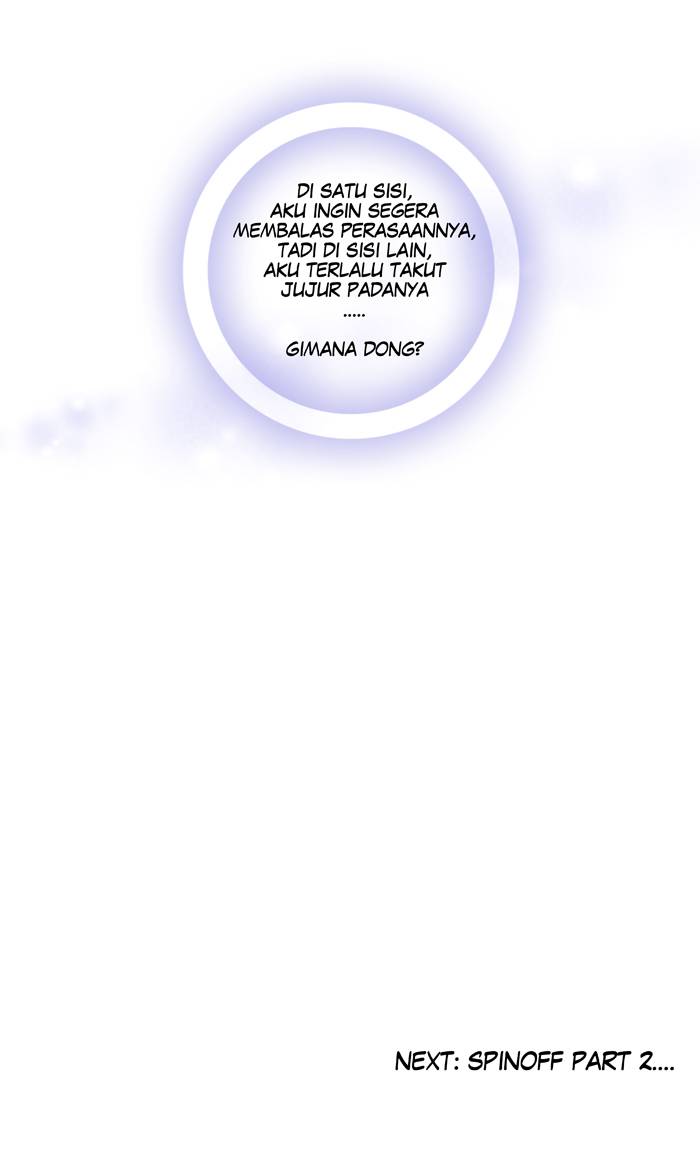 DI SATU SISI,
AKU INGIN SEGERA
MEMBALAS PERASAANNYA,
TADI DI SISI LAIN,
AKU TERLALU TAKUT
JUJUR PADANYA
.....
GIMANA DONG?
NEXT: SPINOFF PART 2....